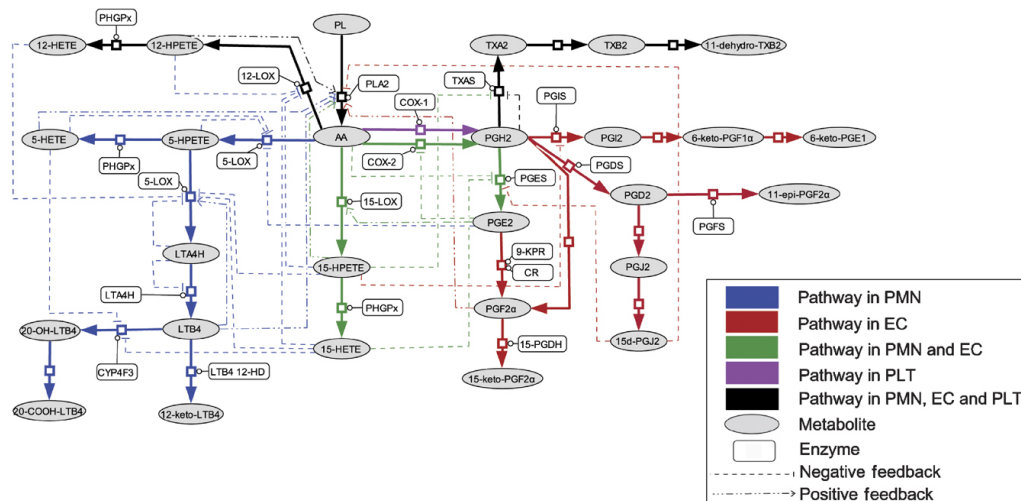 PHGPx
PL
12-HETE
12-HPETE
TXA2
TXB2
11-dehydro-TXB2
12-LOX
PLA2
TXAS
COX-1
PGIS
5-HETE
5-HPETE
AA
PGH2
PGI2
6-keto-PGF1α
6-keto-PGE1
PHGPx
5-LOX
COX-2
PGDS
5-LOX
PGES
15-LOX
PGD2
11-epi-PGF2α
PGE2
PGFS
LTA4H
9-KPR
15-HPETE
CR
PGJ2
LTA4H
PHGPx
PGF2α
20-OH-LTB4
LTB4
15-HETE
15-PGDH
15d-PGJ2
CYP4F3
LTB4 12-HD
15-keto-PGF2α
20-COOH-LTB4
12-keto-LTB4
Pathway in PMN
Pathway in EC
Pathway in PMN and EC
Pathway in PLT
Pathway in PMN, EC and PLT
Metabolite
Enzyme
Negative feedback
Positive feedback